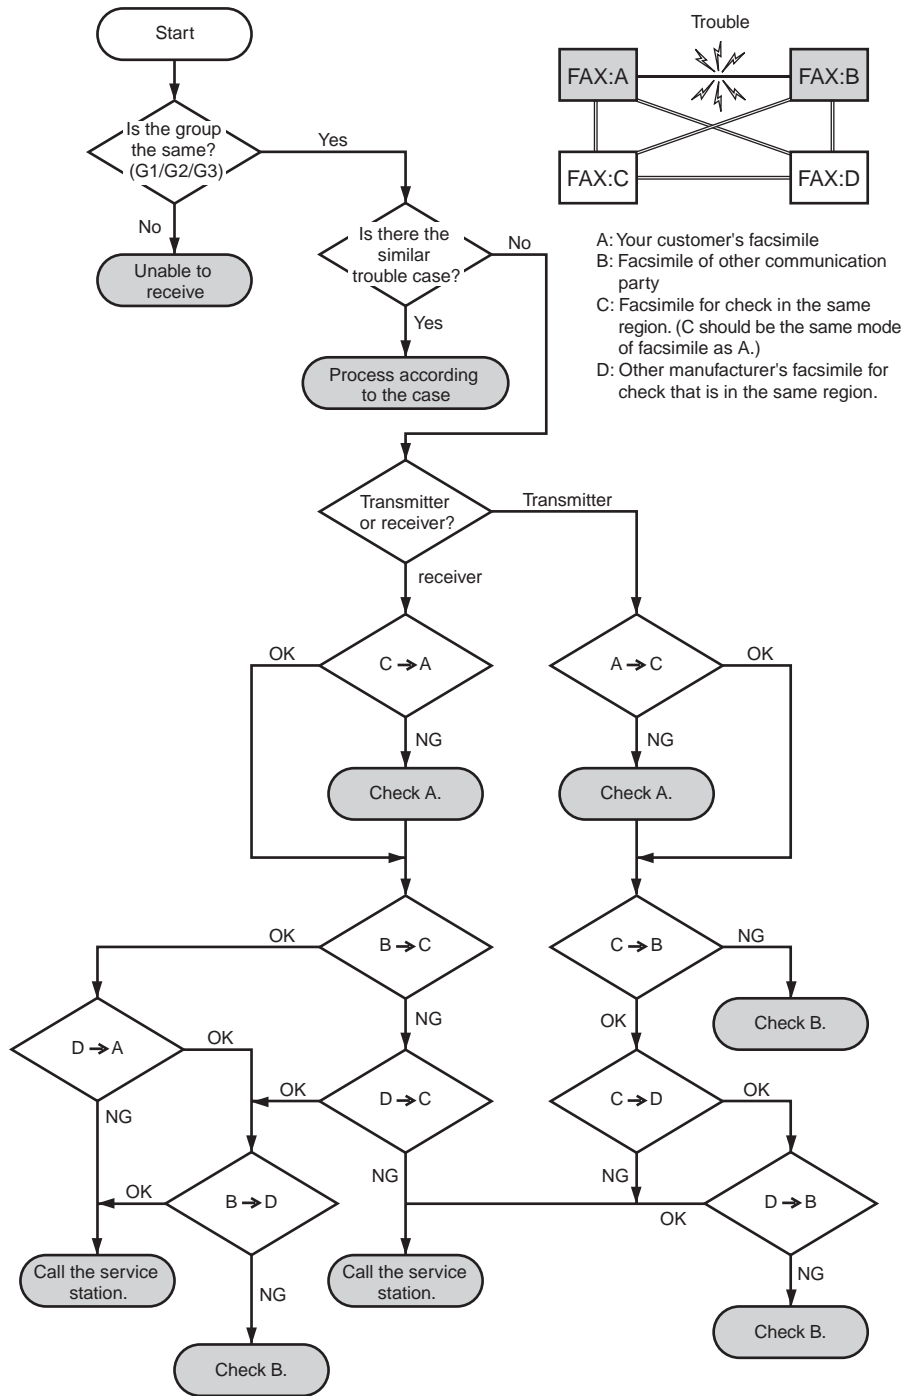 Start
Trouble
FAX:A
FAX:B
FAX:C
FAX:D
A: Your customer's facsimile
B: Facsimile of other communication
party
C: Facsimile for check in the same
region. (C should be the same mode
of facsimile as A.)
D: Other manufacturer's facsimile for
check that is in the same region.
Is the group
the same?
(G1/G2/G3)
Yes
No
Unable to
receive
Is there the
similar
trouble case?
No
Yes
Process according
to the case
Transmitter
or receiver?
Transmitter
receiver
OK
C → A
NG
Check A.
A → C
OK
NG
Check A.
OK
B → C
NG
C → B
NG
Check B.
OK
D → A
OK
NG
OK
D → C
NG
C → D
OK
NG
OK
B → D
NG
OK
D → B
NG
Call the service
station.
Call the service
station.
Check B.
Check B.